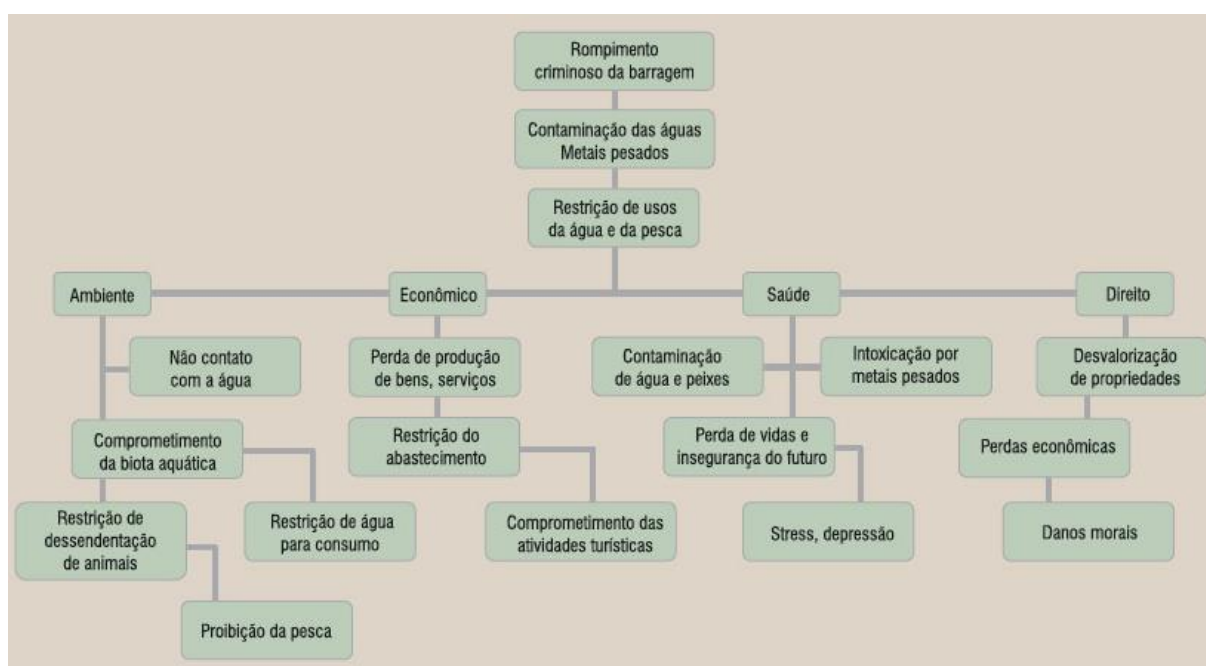 Rompimento
criminoso da barragem
Contaminação das águas
Metais pesados
Restrição de usos
da água e da pesca
Ambiente
Econômico
Saúde
Direito
Não contato
com a água
Perda de produção
de bens, serviços
Contaminação
de água e peixes
Intoxicação por
metais pesados
Desvalorização
de propriedades
Comprometimento
da biota aquática
Restrição do
abastecimento
Perda de vidas e
insegurança do futuro
Perdas econômicas
Restrição de
dessendentação
de animais
Restrição de água
para consumo
Comprometimento das
atividades turísticas
Stress, depressão
Danos morais
Proibição da pesca